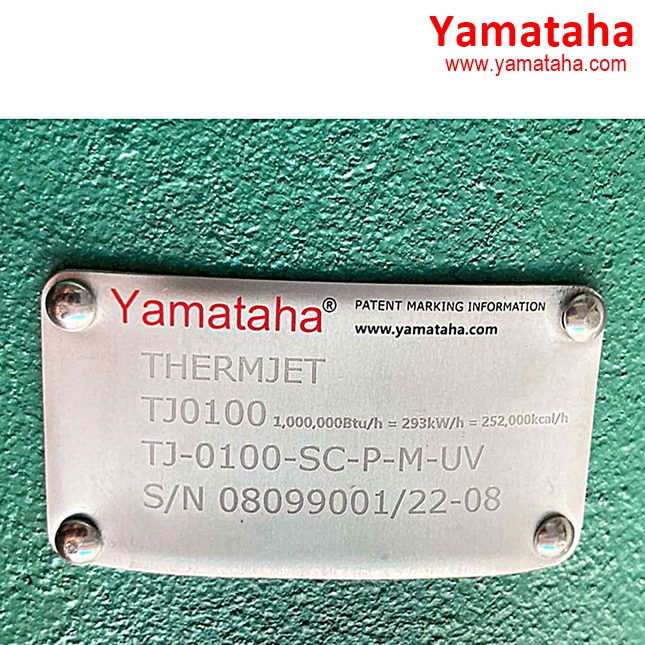 Yamataha
www.yamataha.com
Yamataha® PATENT MARKING INFORMATION
www.yamataha.com
THERMJET
TJ0100 1,000,000Btu/h = 293kW/h = 252,000kcal/h
TJ-0100-SC-P-M-UV
S/N 08099001/22-08